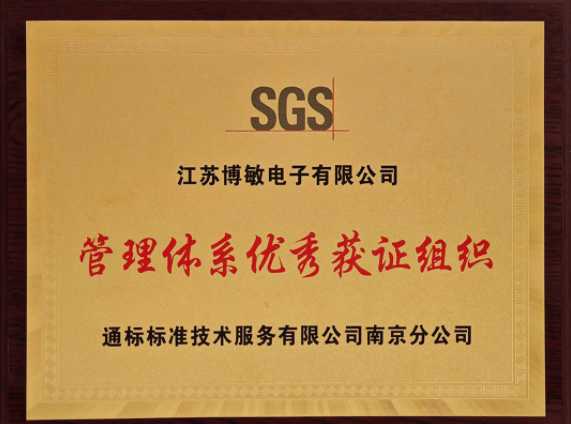 SGS
江苏博敏电子有限公司
管理体系优秀获证组织
通标标准技术服务有限公司南京分公司